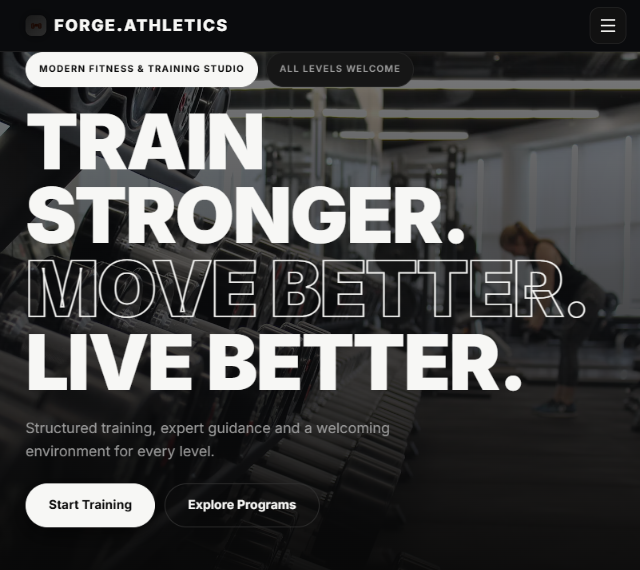 FORGE.ATHLETICS
MODERN FITNESS & TRAINING STUDIO
ALL LEVELS WELCOME
TRAIN
STRONGER.
MOVE BETTER.
LIVE BETTER.
Structured training, expert guidance and a welcoming
environment for every level.
Start Training
Explore Programs